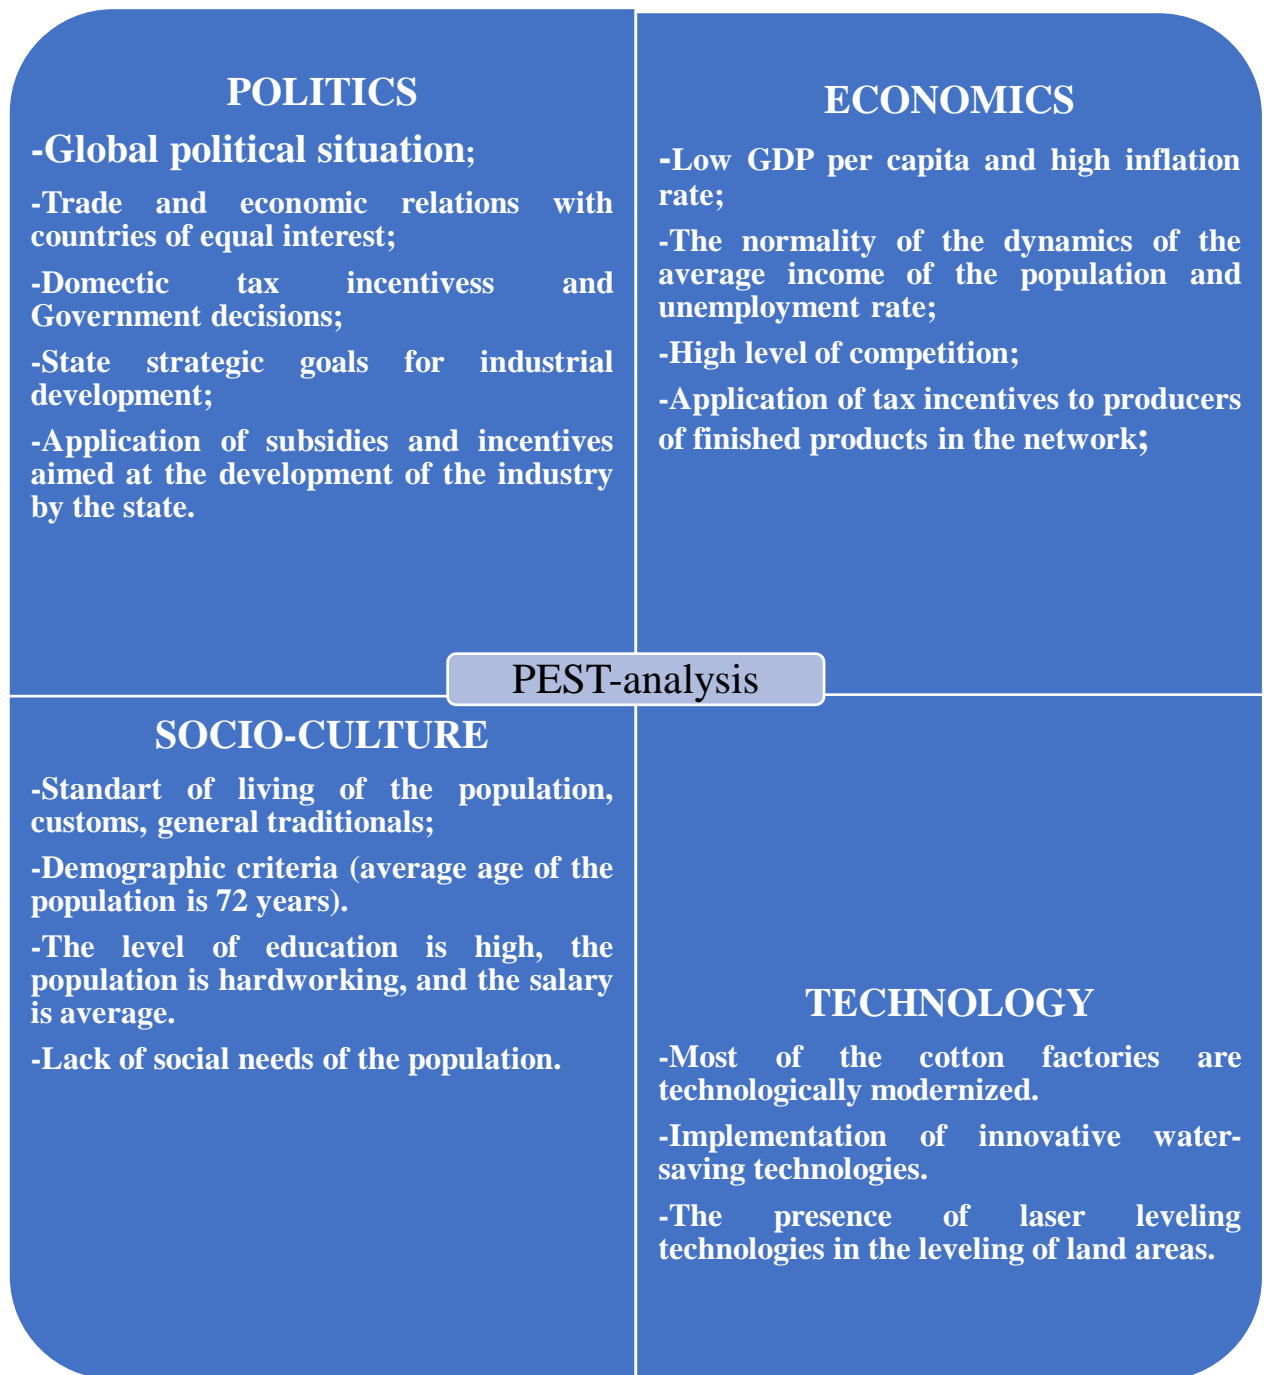 POLITICS
-Global political situation;
-Trade and economic relations with
countries of equal interest;
-Domectic tax incentivess and
Government decisions;
-State strategic goals for industrial
development;
-Application of subsidies and incentives
aimed at the development of the industry
by the state.
ECONOMICS
-Low GDP per capita and high inflation
rate;
-The normality of the dynamics of the
average income of the population and
unemployment rate;
-High level of competition;
-Application of tax incentives to producers
of finished products in the network;
PEST-analysis
SOCIO-CULTURE
-Standart of living of the population,
customs, general traditionals;
-Demographic criteria (average age of the
population is 72 years).
-The level of education is high, the
population is hardworking, and the salary
is average.
-Lack of social needs of the population.
TECHNOLOGY
-Most of the cotton factories are
technologically modernized.
-Implementation of innovative water-
saving technologies.
-The presence of laser leveling
technologies in the leveling of land areas.